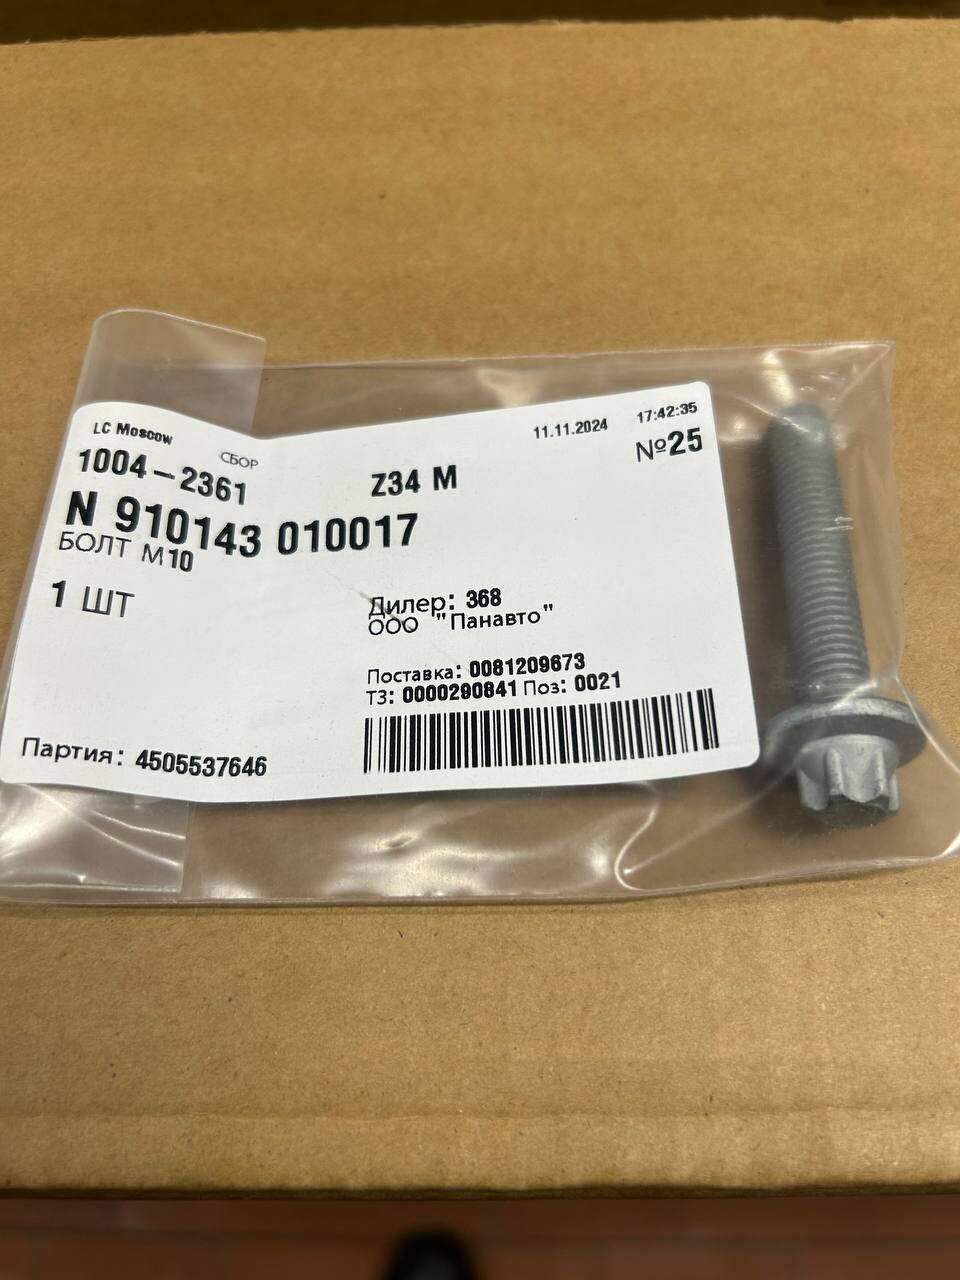 LC Moscow
11.11.2024 17:42:35
СБОР
1004-2361
Z34 M
№25
N 910143 010017
БОЛТ M10
1 ШТ
Дилер: 368
ООО "Панавто"
Поставка: 0081209673
ТЗ: 0000290841 Поз: 0021
Партия: 4505537646